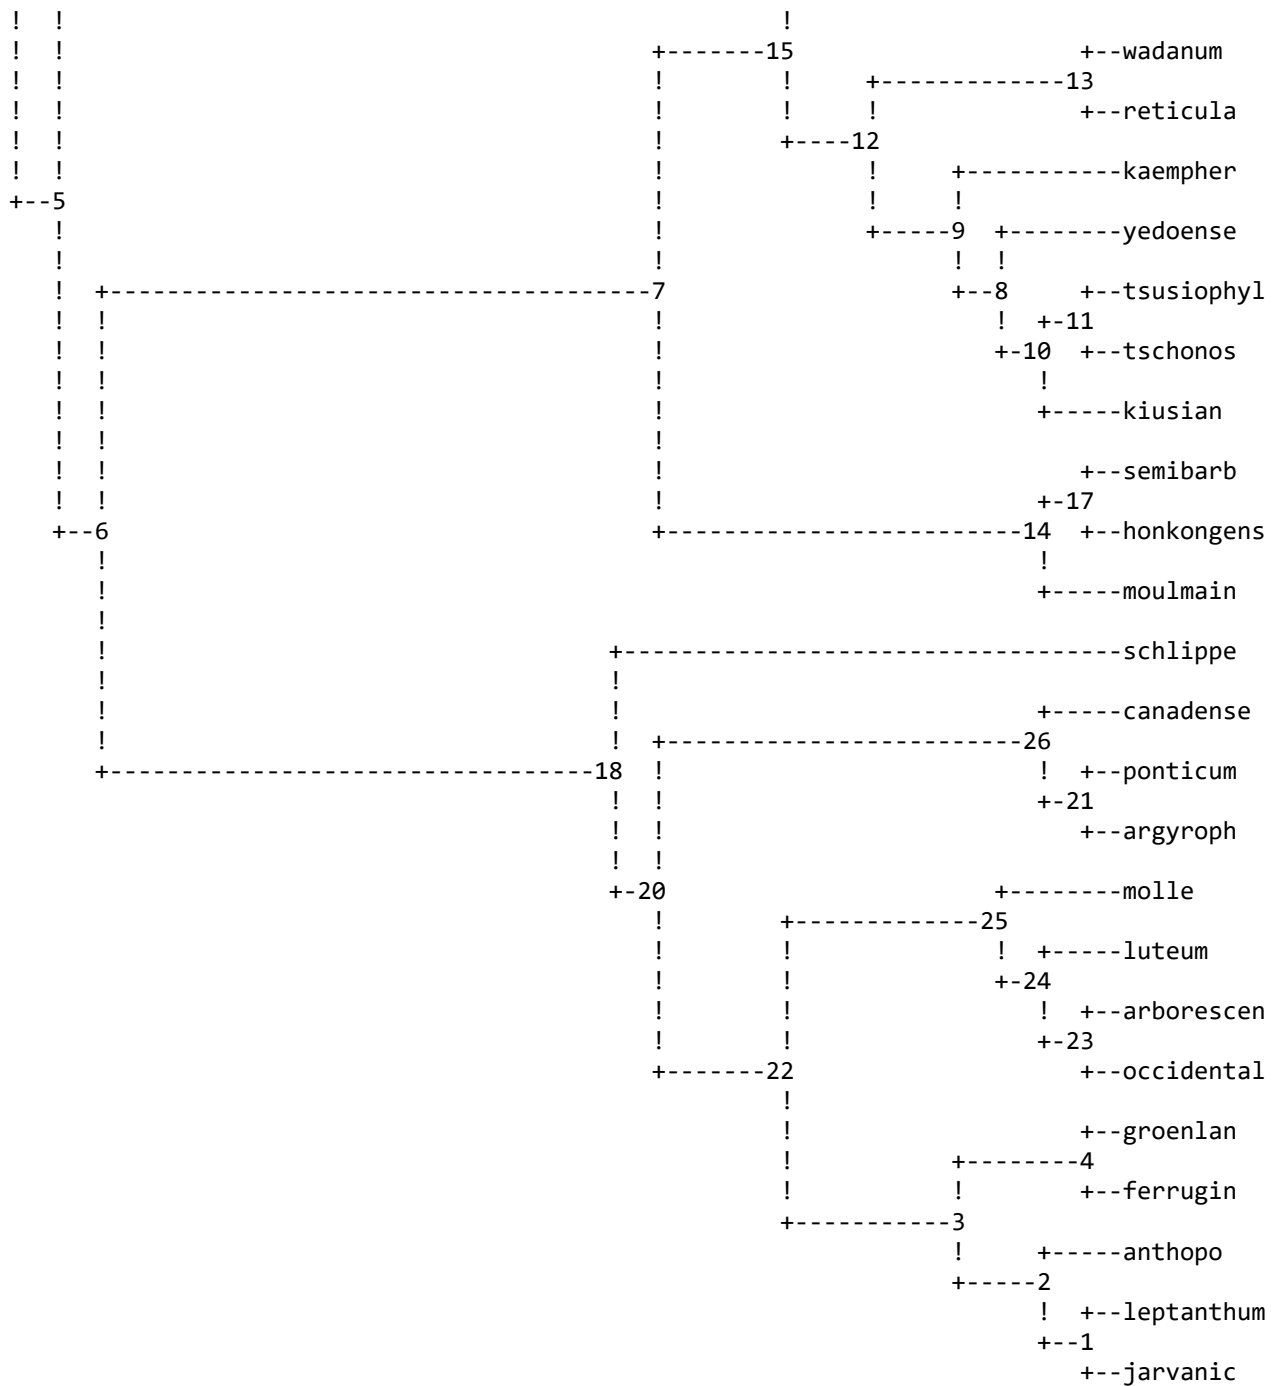 !  !                                                  !
!  !                                         +-------15                    +--wadanum
!  !                                         !        !     +-------------13
!  !                                         !        !     !              +--reticula
!  !                                         !        +----12
!  !                                         !              !     +-----------kaempher
+--5                                         !              !     !
   !                                         !              +-----9  +--------yedoense
   !                                         !                    !  !
   !  +--------------------------------------7                    +--8     +--tsusiophyl
   !  !                                      !                       !  +-11
   !  !                                      !                       +-10  +--tschonos
   !  !                                      !                          !
   !  !                                      !                          +-----kiusian
   !  !                                      !
   !  !                                      !                             +--semibarb
   !  !                                      !                          +-17
   +--6                                      +-------------------------14  +--honkongens
      !                                                                 !
      !                                                                 +-----moulmain
      !
      !                                   +-----------------------------------schlippe
      !                                   !
      !                                   !                             +-----canadense
      !                                   !  +-------------------------26
      +----------------------------------18  !                          !  +--ponticum
                                          !  !                          +-21
                                          !  !                             +--argyroph
                                          !  !
                                          +-20                       +--------molle
                                             !        +-------------25
                                             !        !              !  +-----luteum
                                             !        !              +-24
                                             !        !                 !  +--arborescen
                                             !        !                 +-23
                                             +-------22                    +--occidental
                                                      !
                                                      !                    +--groenlan
                                                      !           +--------4
                                                      !           !        +--ferrugin
                                                      +-----------3
                                                                  !     +-----anthopo
                                                                  +-----2
                                                                        !  +--leptanthum
                                                                        +--1
                                                                           +--jarvanic